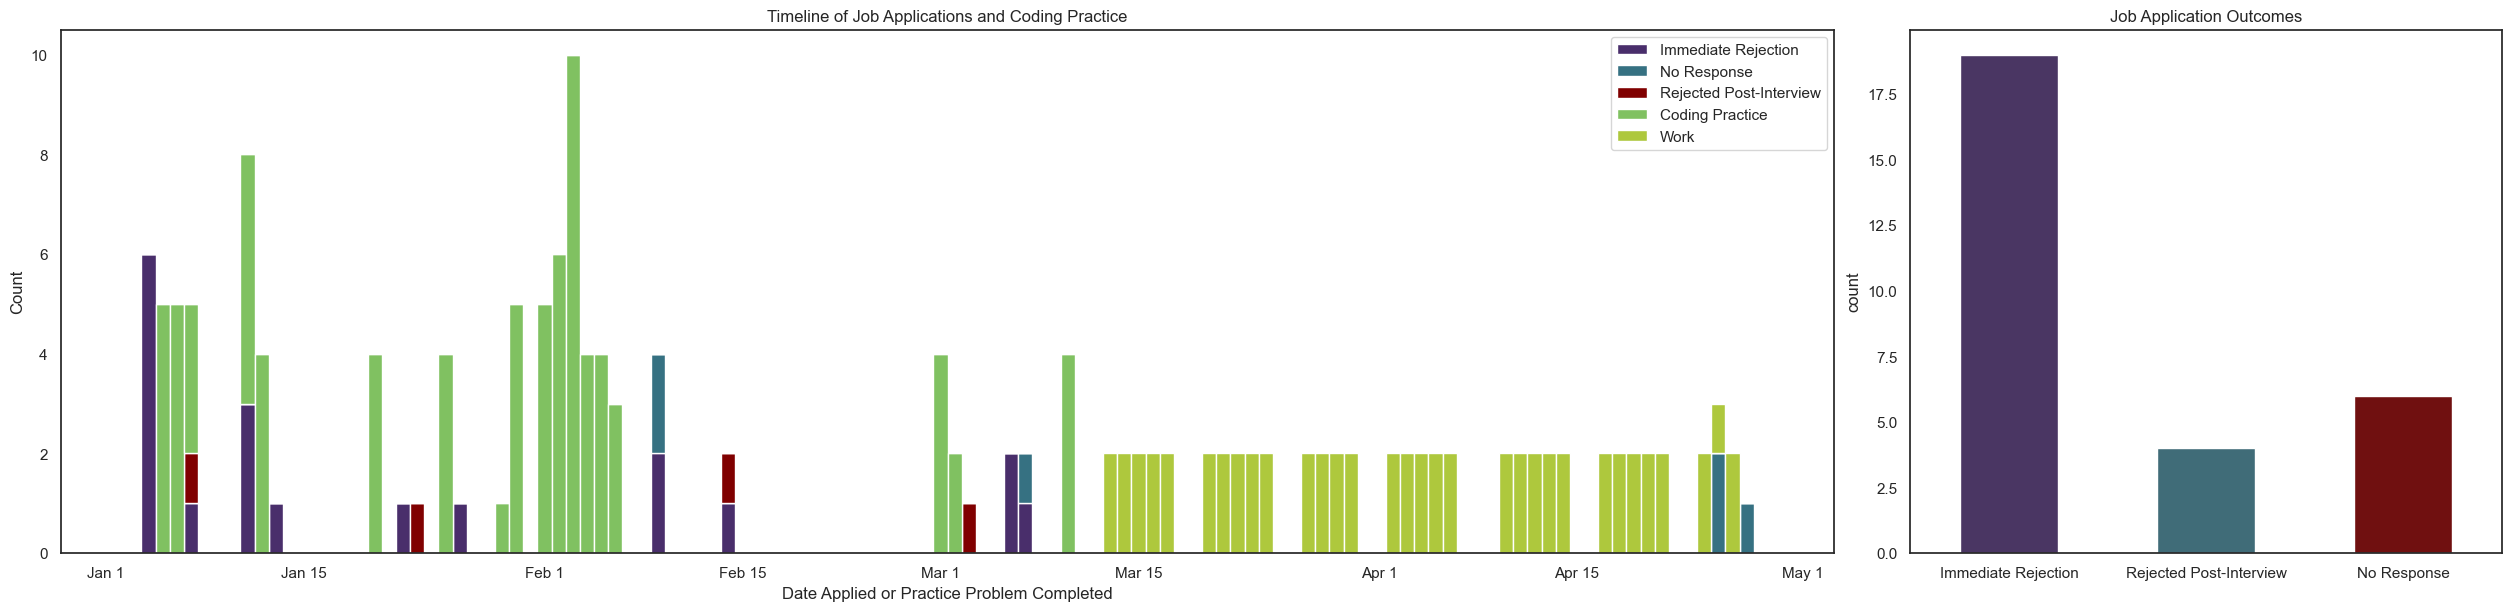 Timeline of Job Applications and Coding Practice
Count
10
8
6
4
2
0
Immediate Rejection
No Response
Rejected Post-Interview
Coding Practice
Work
Jan 1
Jan 15
Feb 1
Feb 15
Mar 1
Mar 15
Apr 1
Apr 15
May 1
Date Applied or Practice Problem Completed
Job Application Outcomes
count
17.5
15.0
12.5
10.0
7.5
5.0
2.5
0.0
Immediate Rejection
Rejected Post-Interview
No Response